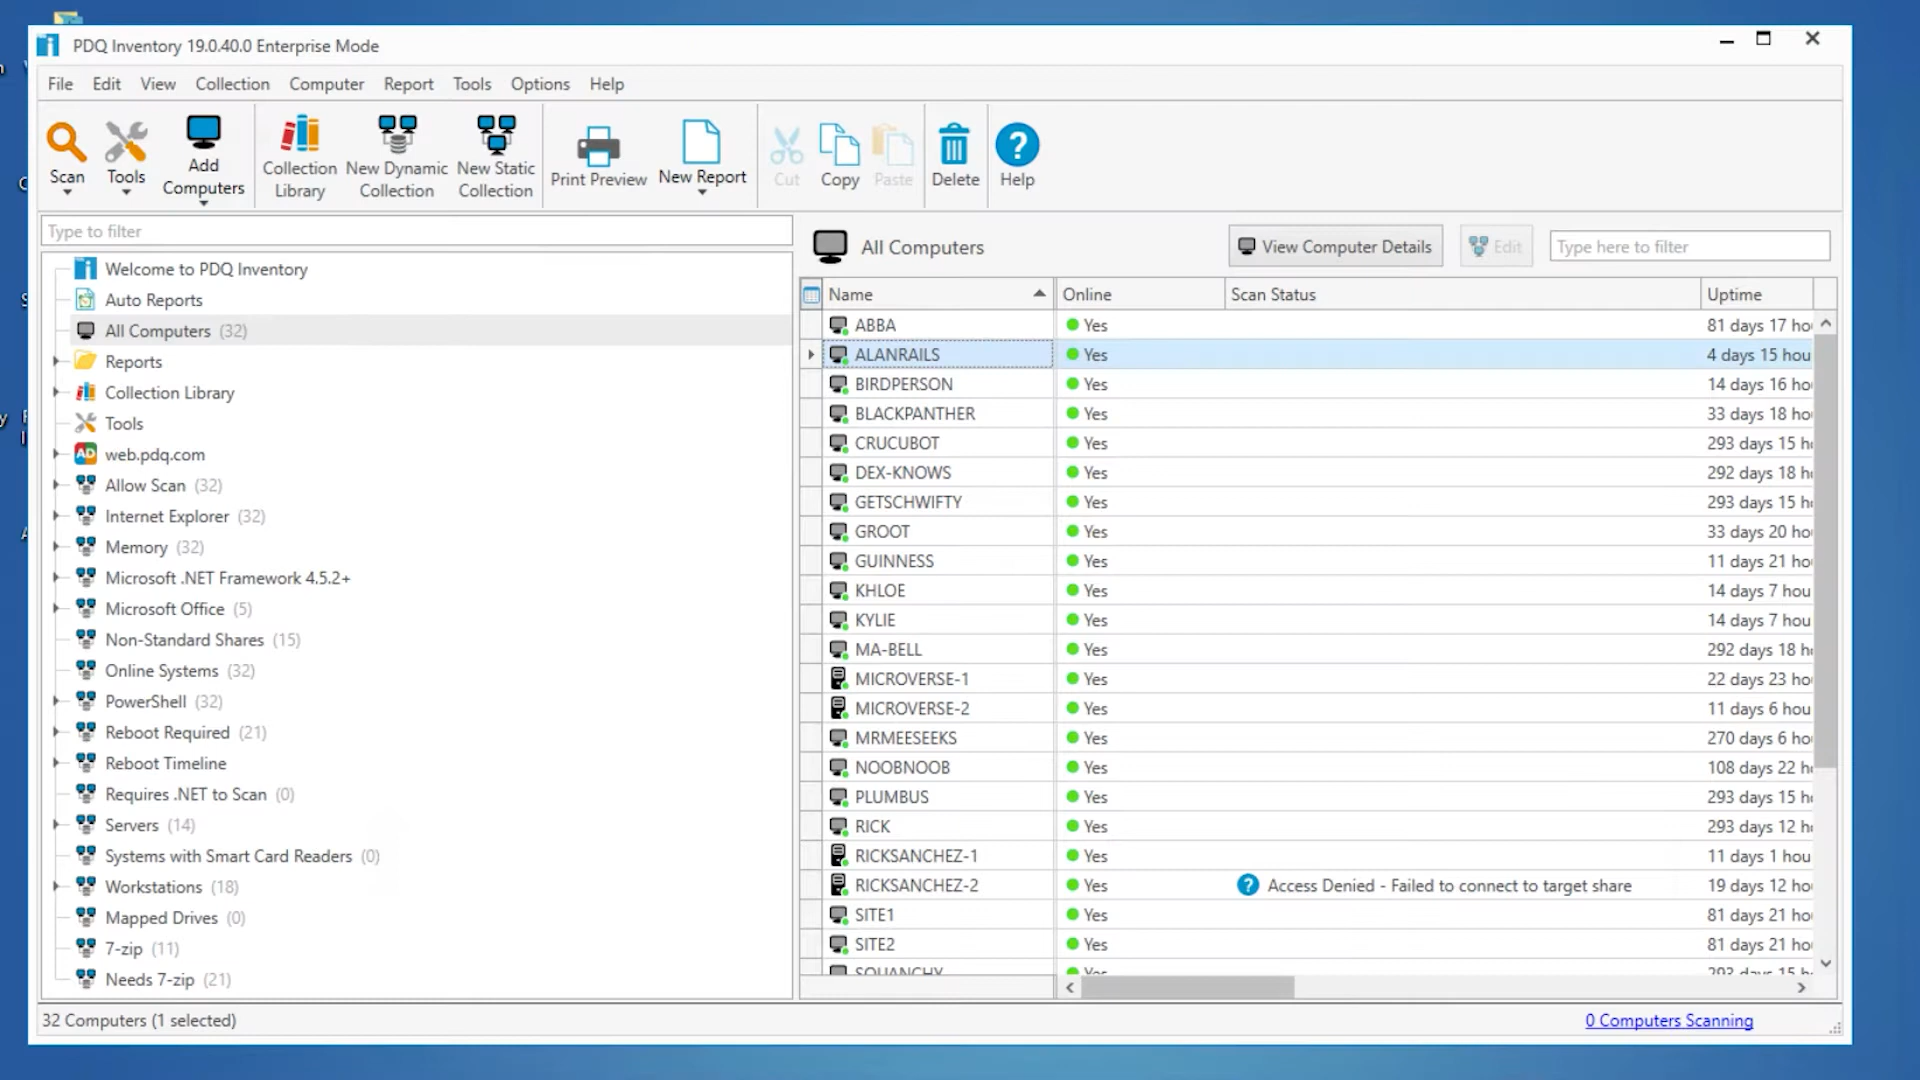 PDQ Inventory 19.0.40.0 Enterprise Mode
File Edit View Collection Computer Report Tools Options Help
Scan
Tools
Add Computers
Collection Library
New Dynamic Collection
New Static Collection
Print Preview
New Report
Cut
Copy
Paste
Delete
Help
Type to filter
Welcome to PDQ Inventory
Auto Reports
All Computers (32)
Reports
Collection Library
Tools
AD web.pdq.com
Allow Scan (32)
Internet Explorer (32)
Memory (32)
Microsoft .NET Framework 4.5.2+
Microsoft Office (5)
Non-Standard Shares (15)
Online Systems (32)
PowerShell (32)
Reboot Required (21)
Reboot Timeline
Requires .NET to Scan (0)
Servers (14)
Systems with Smart Card Readers (0)
Workstations (18)
Mapped Drives (0)
7-zip (11)
Needs 7-zip (21)
All Computers
View Computer Details
Edit
Type here to filter
Name Online Scan Status Uptime
ABBA Yes 81 days 17 ho
ALANRAILS Yes 4 days 15 hou
BIRDPERSON Yes 14 days 16 ho
BLACKPANTHER Yes 33 days 18 ho
CRUCUBOT Yes 293 days 15 h
DEX-KNOWS Yes 292 days 18 h
GETSCHWIFTY Yes 293 days 15 h
GROOT Yes 33 days 20 ho
GUINNESS Yes 11 days 21 ho
KHLOE Yes 14 days 7 hou
KYLIE Yes 14 days 7 hou
MA-BELL Yes 292 days 18 h
MICROVERSE-1 Yes 22 days 23 ho
MICROVERSE-2 Yes 11 days 6 hou
MRMEESEEKS Yes 270 days 6 ho
NOOBNOOB Yes 108 days 22 h
PLUMBUS Yes 293 days 15 h
RICK Yes 293 days 12 h
RICKSANCHEZ-1 Yes 11 days 1 hou
RICKSANCHEZ-2 Yes Access Denied - Failed to connect to target share 19 days 12 ho
SITE1 Yes 81 days 21 ho
SITE2 Yes 81 days 21 ho
SQUANCHY Yes 293 days 15 h
32 Computers (1 selected)
0 Computers Scanning